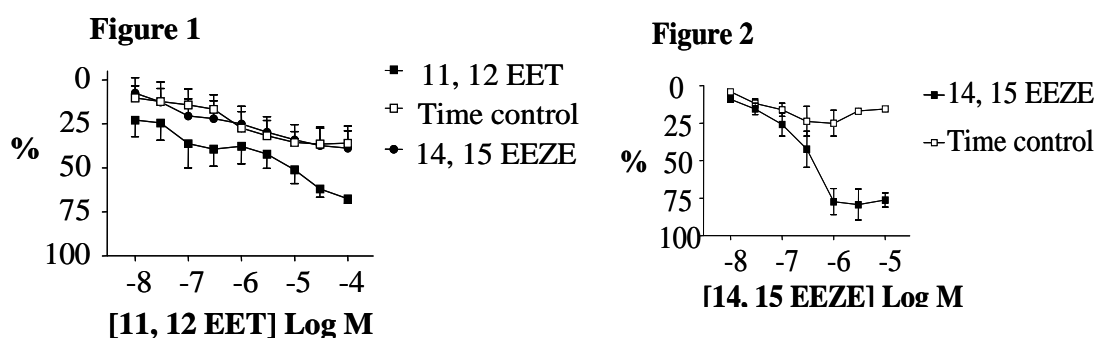 Figure 1
0
25
50
75
100
%
-8 -7 -6 -5 -4
[11, 12 EET] Log M
11, 12 EET
Time control
14, 15 EEZE
Figure 2
0
25
50
75
100
%
-8 -7 -6 -5
[14, 15 EEZE] Log M
14, 15 EEZE
Time control